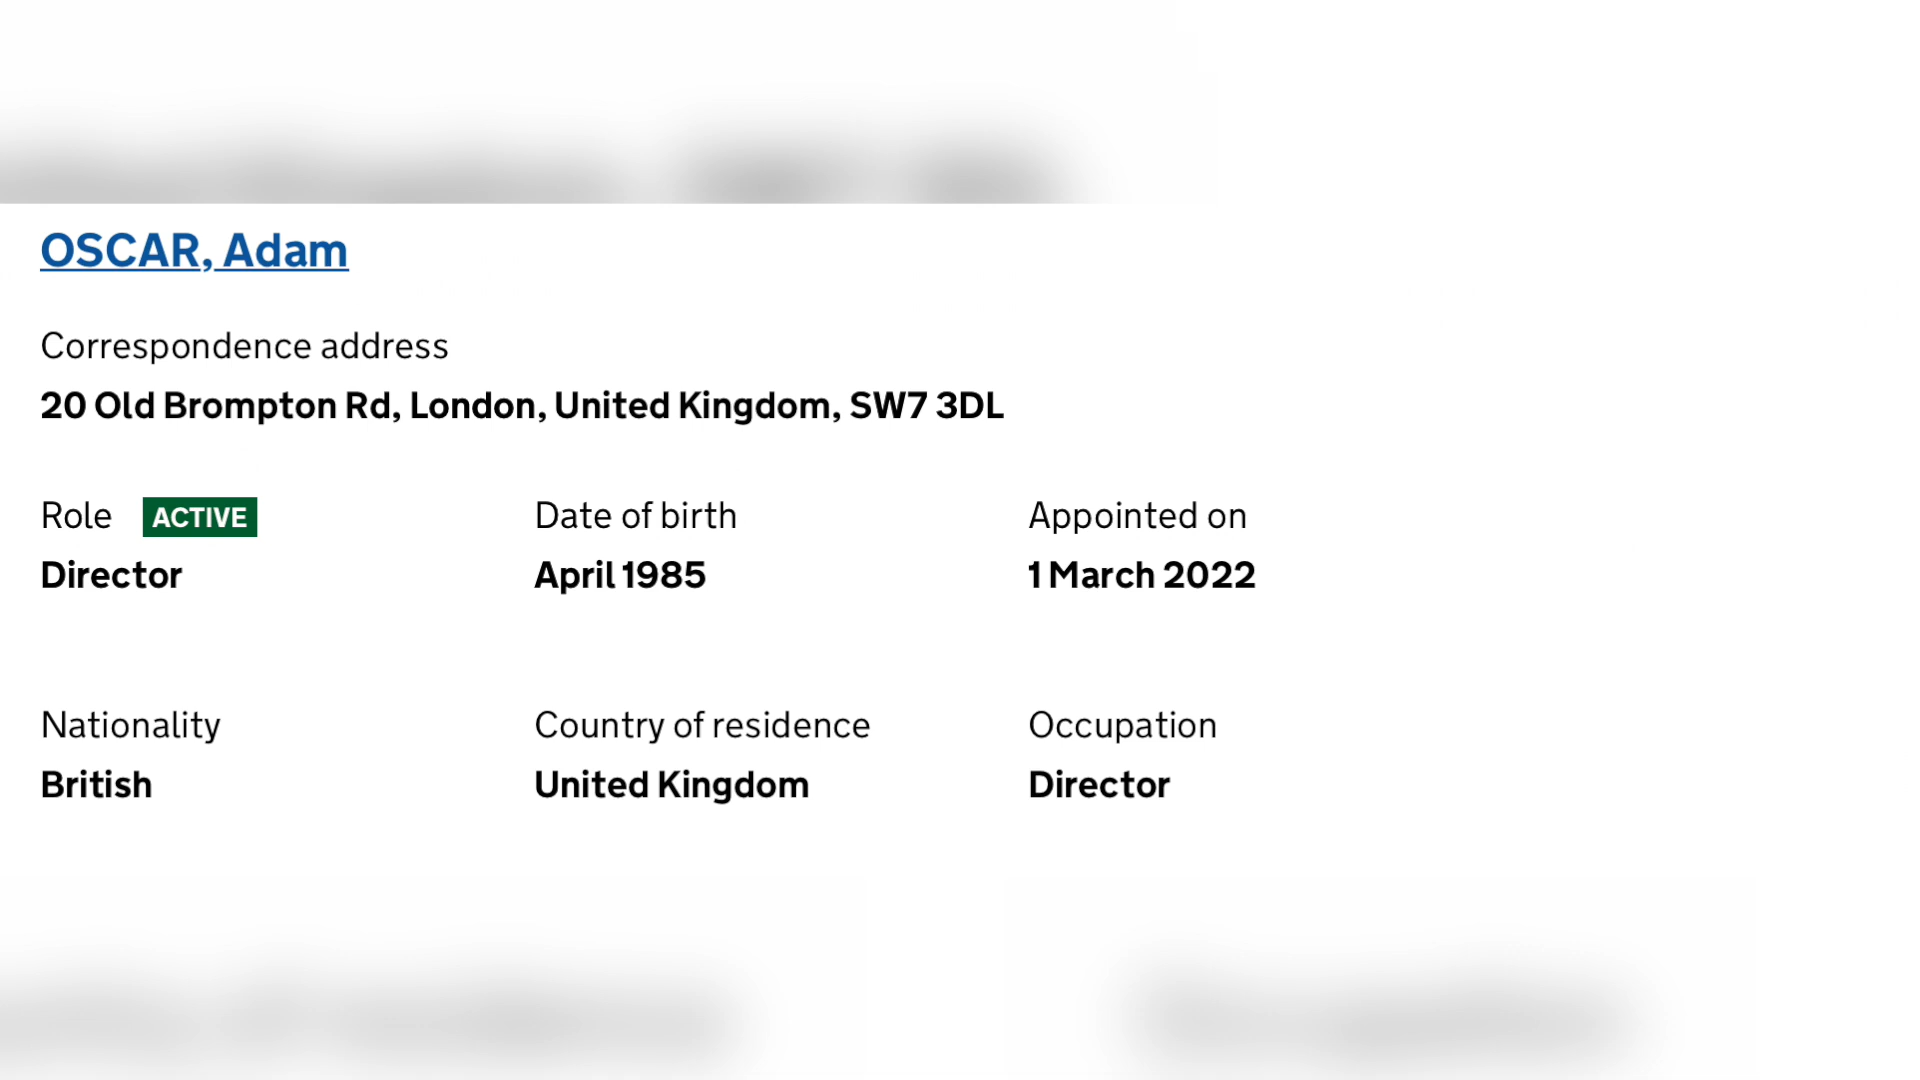 OSCAR, Adam
Correspondence address
20 Old Brompton Rd, London, United Kingdom, SW7 3DL
Role ACTIVE Date of birth Appointed on
Director April 1985 1 March 2022
Nationality Country of residence Occupation
British United Kingdom Director